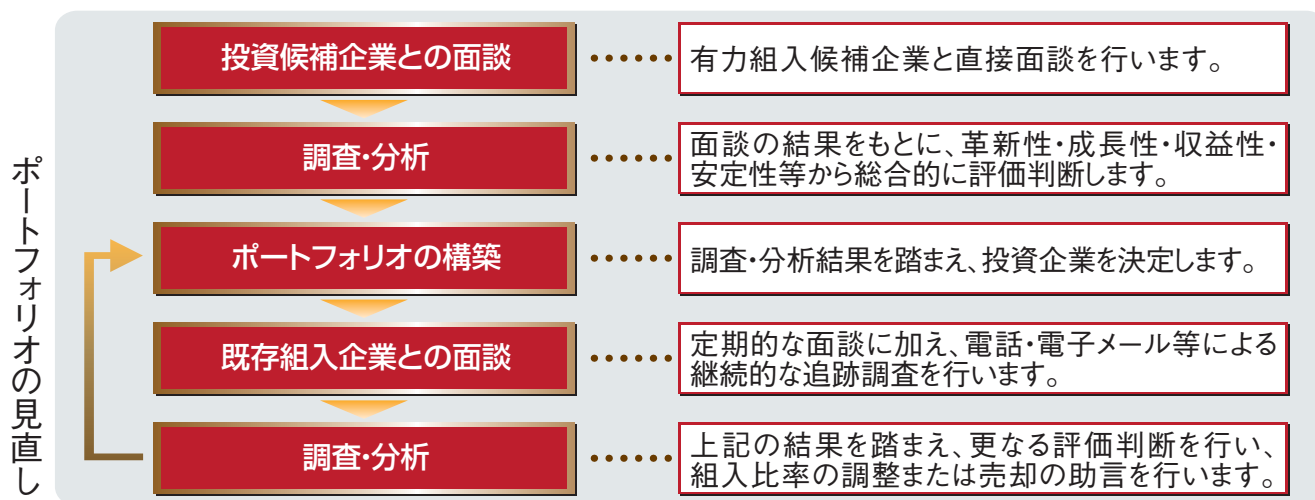 投資候補企業との面談
有力組入候補企業と直接面談を行います。
調査・分析
面談の結果をもとに、革新性・成長性・収益性・
安定性等から総合的に評価判断します。
ポートフォリオの構築
調査・分析結果を踏まえ、投資企業を決定します。
既存組入企業との面談
定期的な面談に加え、電話・電子メール等による
継続的な追跡調査を行います。
調査・分析
上記の結果を踏まえ、更なる評価判断を行い、
組入比率の調整または売却の助言を行います。
ポートフォリオの見直し